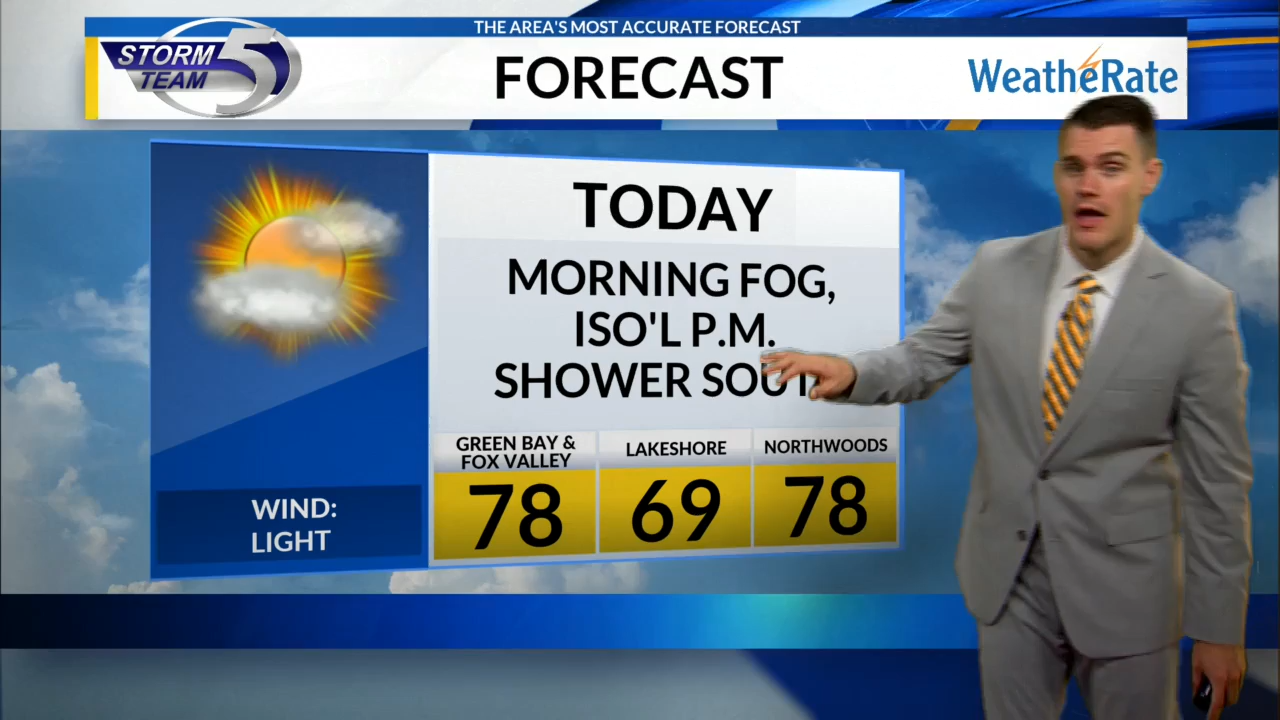 THE AREA'S MOST ACCURATE FORECAST
STORM
TEAM 5
FORECAST
WeatheRate
TODAY
MORNING FOG,
ISO'L P.M.
SHOWER
GREEN BAY &
FOX VALLEY
LAKESHORE
NORTHWOODS
78
69
78
WIND:
LIGHT